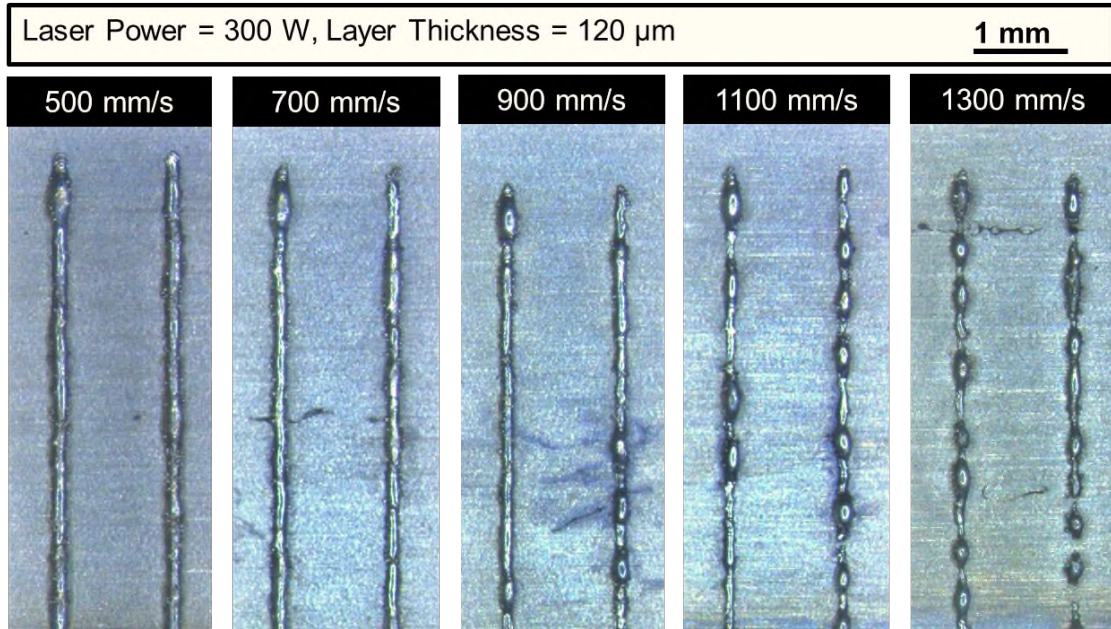 Laser Power = 300 W, Layer Thickness = 120 µm
1 mm
500 mm/s
700 mm/s
900 mm/s
1100 mm/s
1300 mm/s